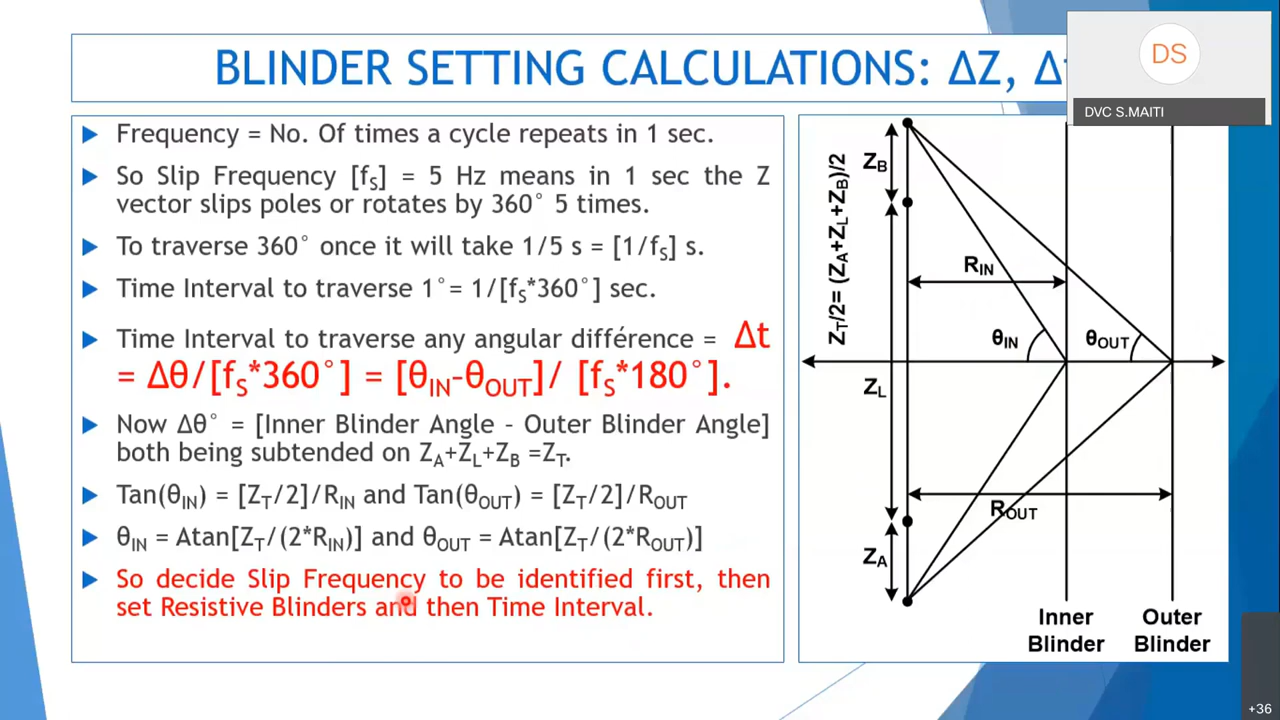 BLINDER SETTING CALCULATIONS: ΔZ, Δ
DS
DVC S.MAITI
Frequency = No. Of times a cycle repeats in 1 sec.
So Slip Frequency [fS] = 5 Hz means in 1 sec the Z
vector slips poles or rotates by 360° 5 times.
To traverse 360° once it will take 1/5 s = [1/fS] s.
Time Interval to traverse 1°= 1/[fS*360°] sec.
Time Interval to traverse any angular différence = Δt
= Δθ/[fS*360°] = [θIN-θOUT]/ [fS*180°].
Now Δθ° = [Inner Blinder Angle – Outer Blinder Angle]
both being subtended on ZA+ZL+ZB =ZT.
Tan(θIN) = [ZT/2]/RIN and Tan(θOUT) = [ZT/2]/ROUT
θIN = Atan[ZT/(2*RIN)] and θOUT = Atan[ZT/(2*ROUT)]
So decide Slip Frequency to be identified first, then
set Resistive Blinders and then Time Interval.
ZT/2= (ZA+ZL+ZB)/2
ZB
RIN
θIN
θOUT
ZL
ROUT
ZA
Inner
Blinder
Outer
Blinder
+36